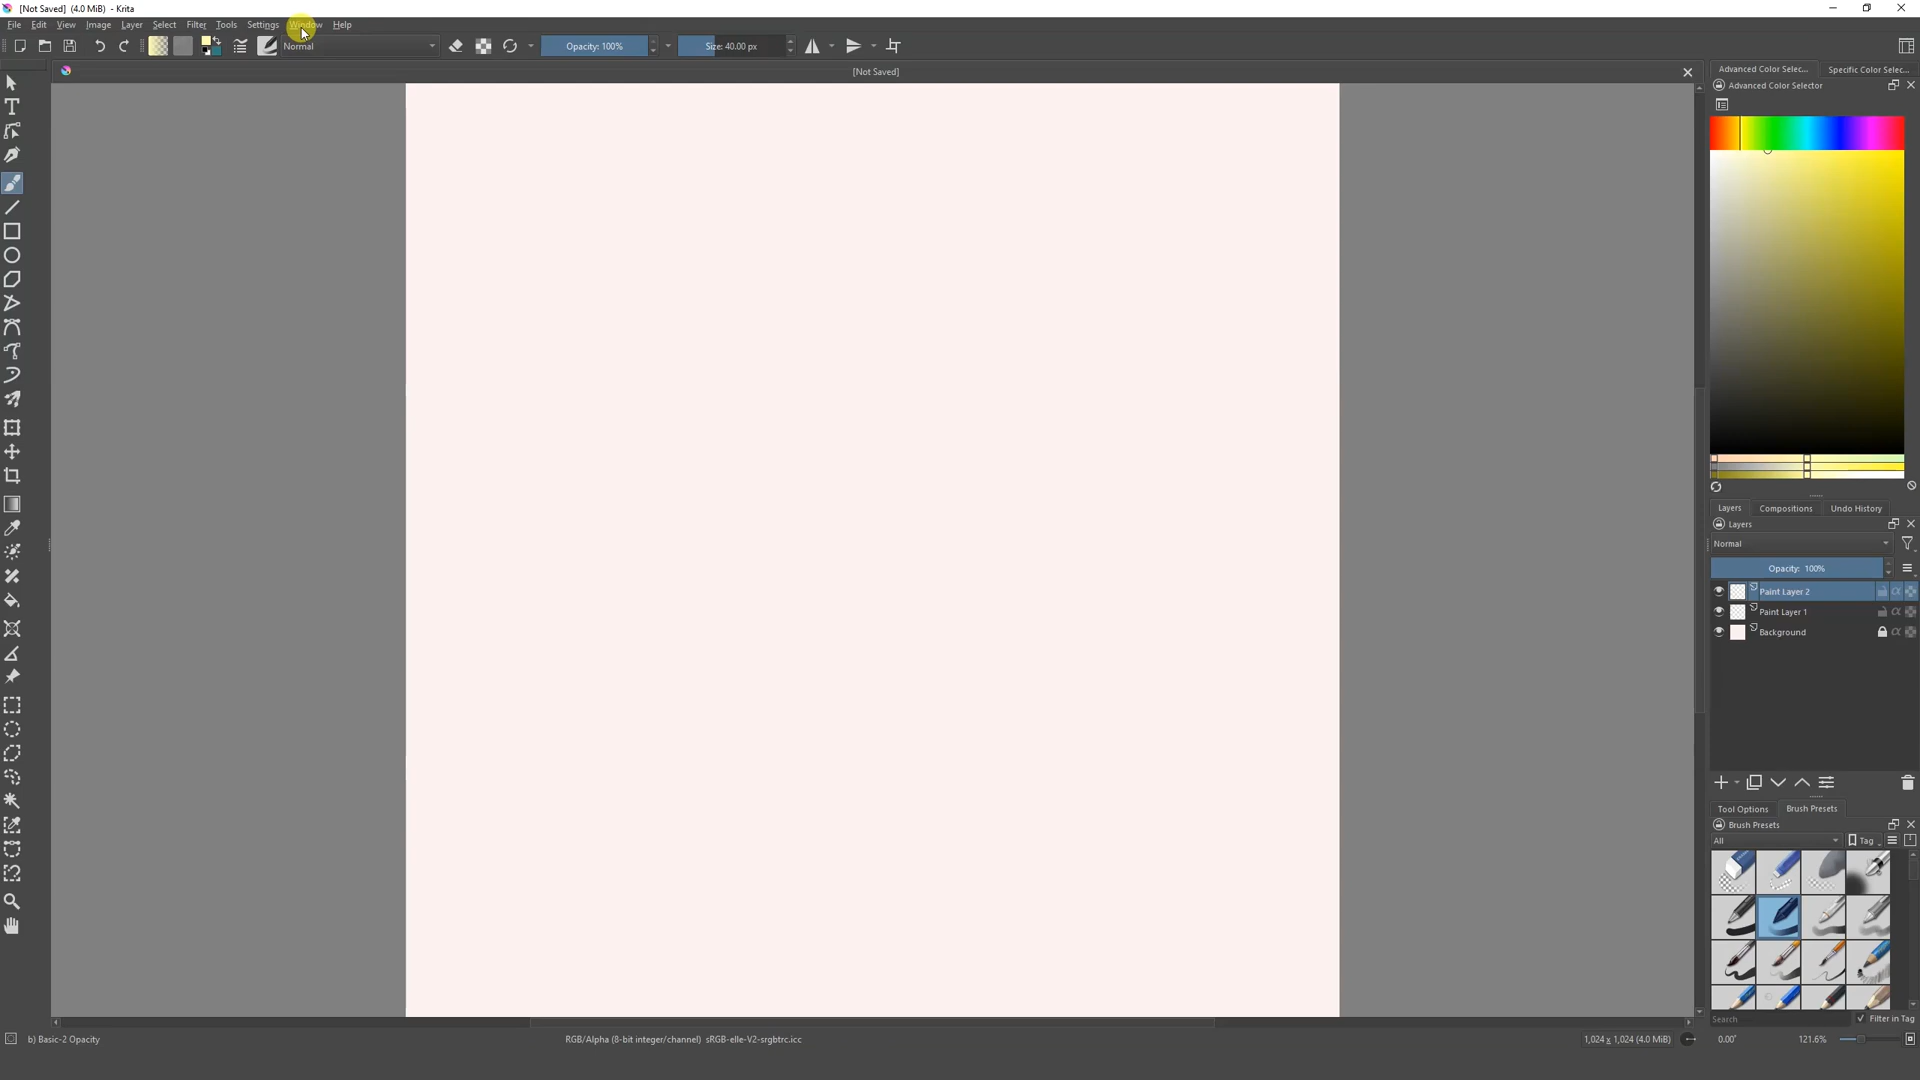 [Not Saved] (4.0 MiB) - Krita
File Edit View Image Layer Select Filter Tools Settings Window Help
Normal
Opacity: 100%
Size: 40.00 px
[Not Saved]
Advanced Color Selec... Specific Color Selec...
Advanced Color Selector
Layers Compositions Undo History
Layers
Normal
Opacity: 100%
Paint Layer 2
Paint Layer 1
Background
Tool Options Brush Presets
Brush Presets
All Tag
Search Filter in Tag
b) Basic-2 Opacity RGB/Alpha (8-bit integer/channel) sRGB-elle-V2-srgbtrc.icc 1,024 x 1,024 (4.0 MiB) 0.00° 121.6%